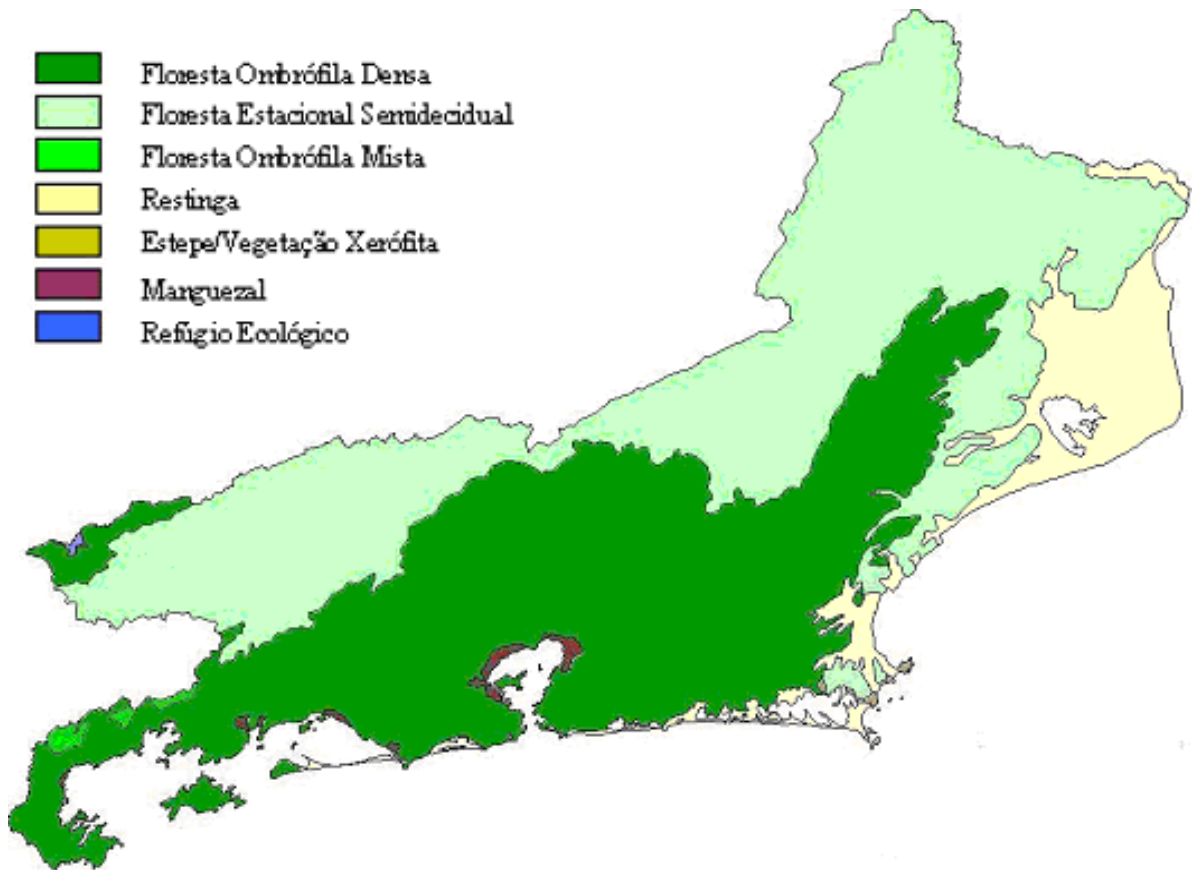 Floresta Ombrófila Densa
Floresta Estacional Semidecidual
Floresta Ombrófila Mista
Restinga
Estepe/Vegetação Xerófita
Manguezal
Refúgio Ecológico